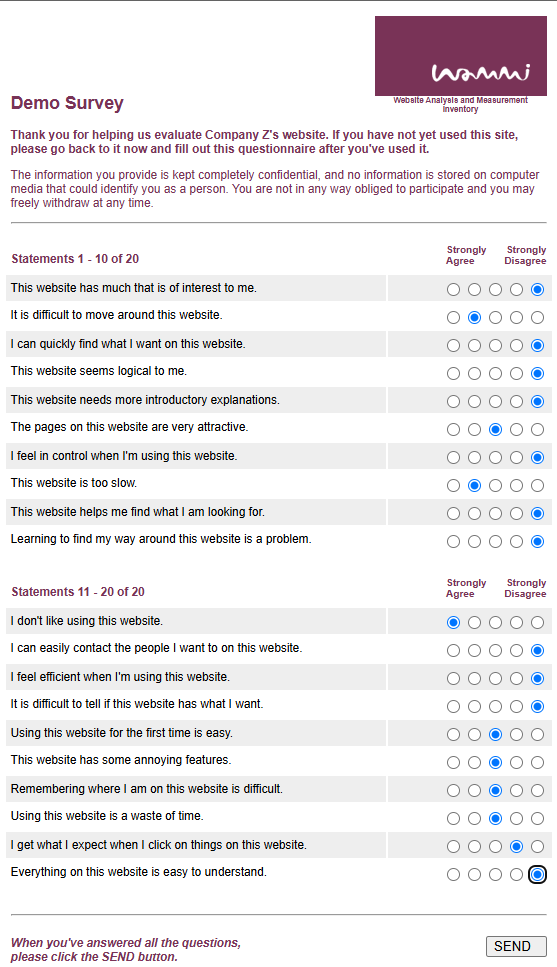 wammi
Website Analysis and Measurement
Inventory
Demo Survey
Thank you for helping us evaluate Company Z's website. If you have not yet used this site,
please go back to it now and fill out this questionnaire after you've used it.
The information you provide is kept completely confidential, and no information is stored on computer
media that could identify you as a person. You are not in any way obliged to participate and you may
freely withdraw at any time.
Statements 1 - 10 of 20
Strongly Agree
Strongly Disagree
This website has much that is of interest to me.
It is difficult to move around this website.
I can quickly find what I want on this website.
This website seems logical to me.
This website needs more introductory explanations.
The pages on this website are very attractive.
I feel in control when I'm using this website.
This website is too slow.
This website helps me find what I am looking for.
Learning to find my way around this website is a problem.
Statements 11 - 20 of 20
Strongly Agree
Strongly Disagree
I don't like using this website.
I can easily contact the people I want to on this website.
I feel efficient when I'm using this website.
It is difficult to tell if this website has what I want.
Using this website for the first time is easy.
This website has some annoying features.
Remembering where I am on this website is difficult.
Using this website is a waste of time.
I get what I expect when I click on things on this website.
Everything on this website is easy to understand.
When you've answered all the questions,
please click the SEND button.
SEND